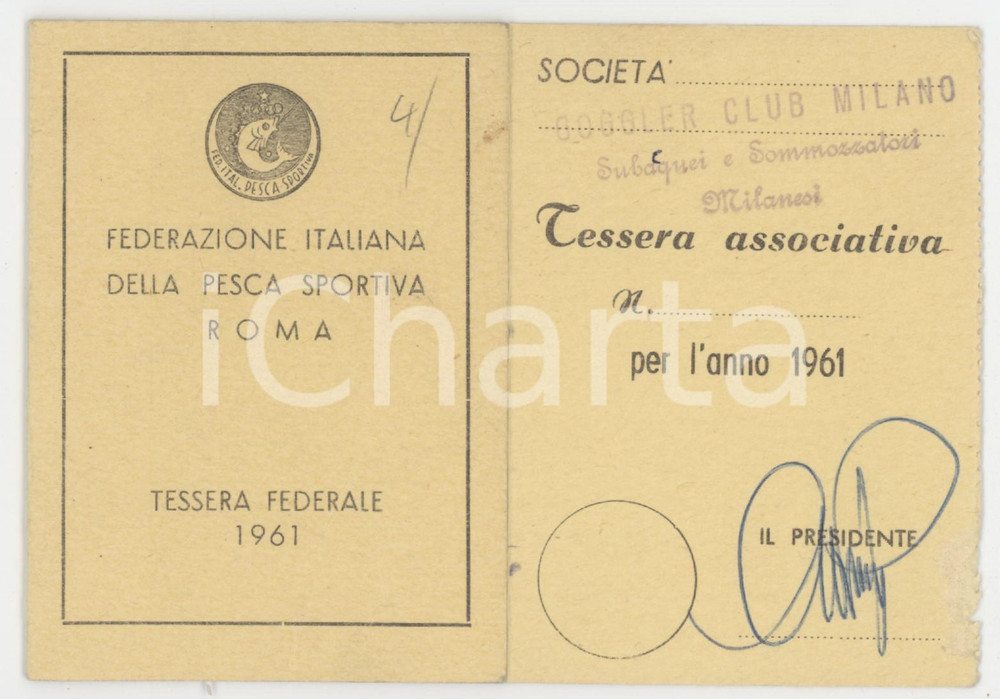 FED. ITAL. PESCA SPORTIVA
4/
FEDERAZIONE ITALIANA
DELLA PESCA SPORTIVA
ROMA
TESSERA FEDERALE
1961
SOCIETA'
GOGGLER CLUB MILANO
Subacquei e Sommozzatori
Milanesi
Tessera associativa
N.
per l'anno 1961
IL PRESIDENTE
iCharta